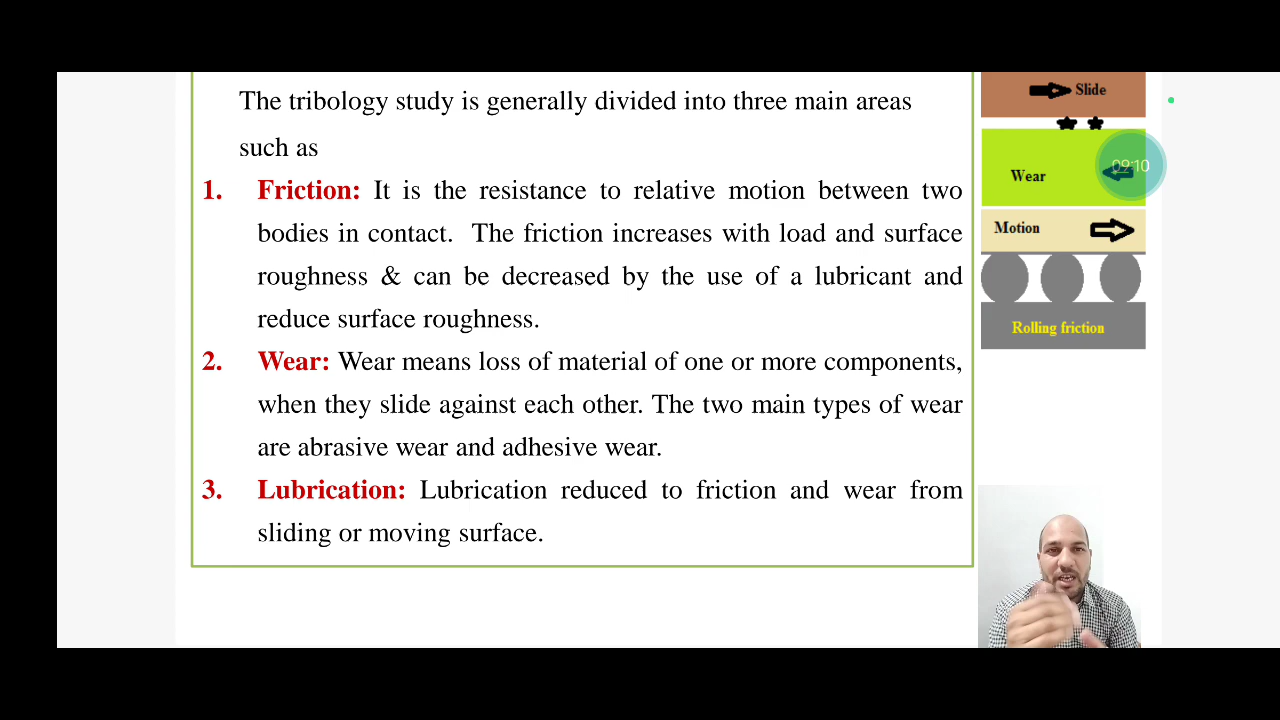 The tribology study is generally divided into three main areas
such as
1. Friction: It is the resistance to relative motion between two
bodies in contact. The friction increases with load and surface
roughness & can be decreased by the use of a lubricant and
reduce surface roughness.
2. Wear: Wear means loss of material of one or more components,
when they slide against each other. The two main types of wear
are abrasive wear and adhesive wear.
3. Lubrication: Lubrication reduced to friction and wear from
sliding or moving surface.
Slide
09:10
Wear
Motion
Rolling friction